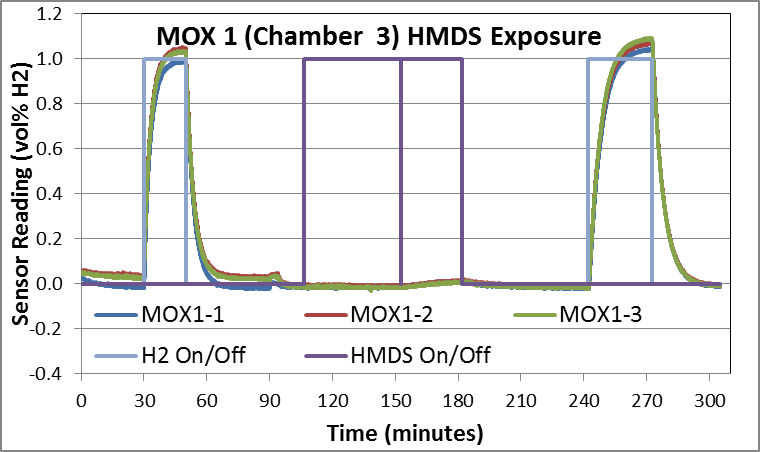 MOX 1 (Chamber 3) HMDS Exposure
Sensor Reading (vol% H2)
1.2
1.0
0.8
0.6
0.4
0.2
0.0
-0.2
-0.4
MOX1-1 MOX1-2 MOX1-3
H2 On/Off HMDS On/Off
0 30 60 90 120 150 180 210 240 270 300
Time (minutes)